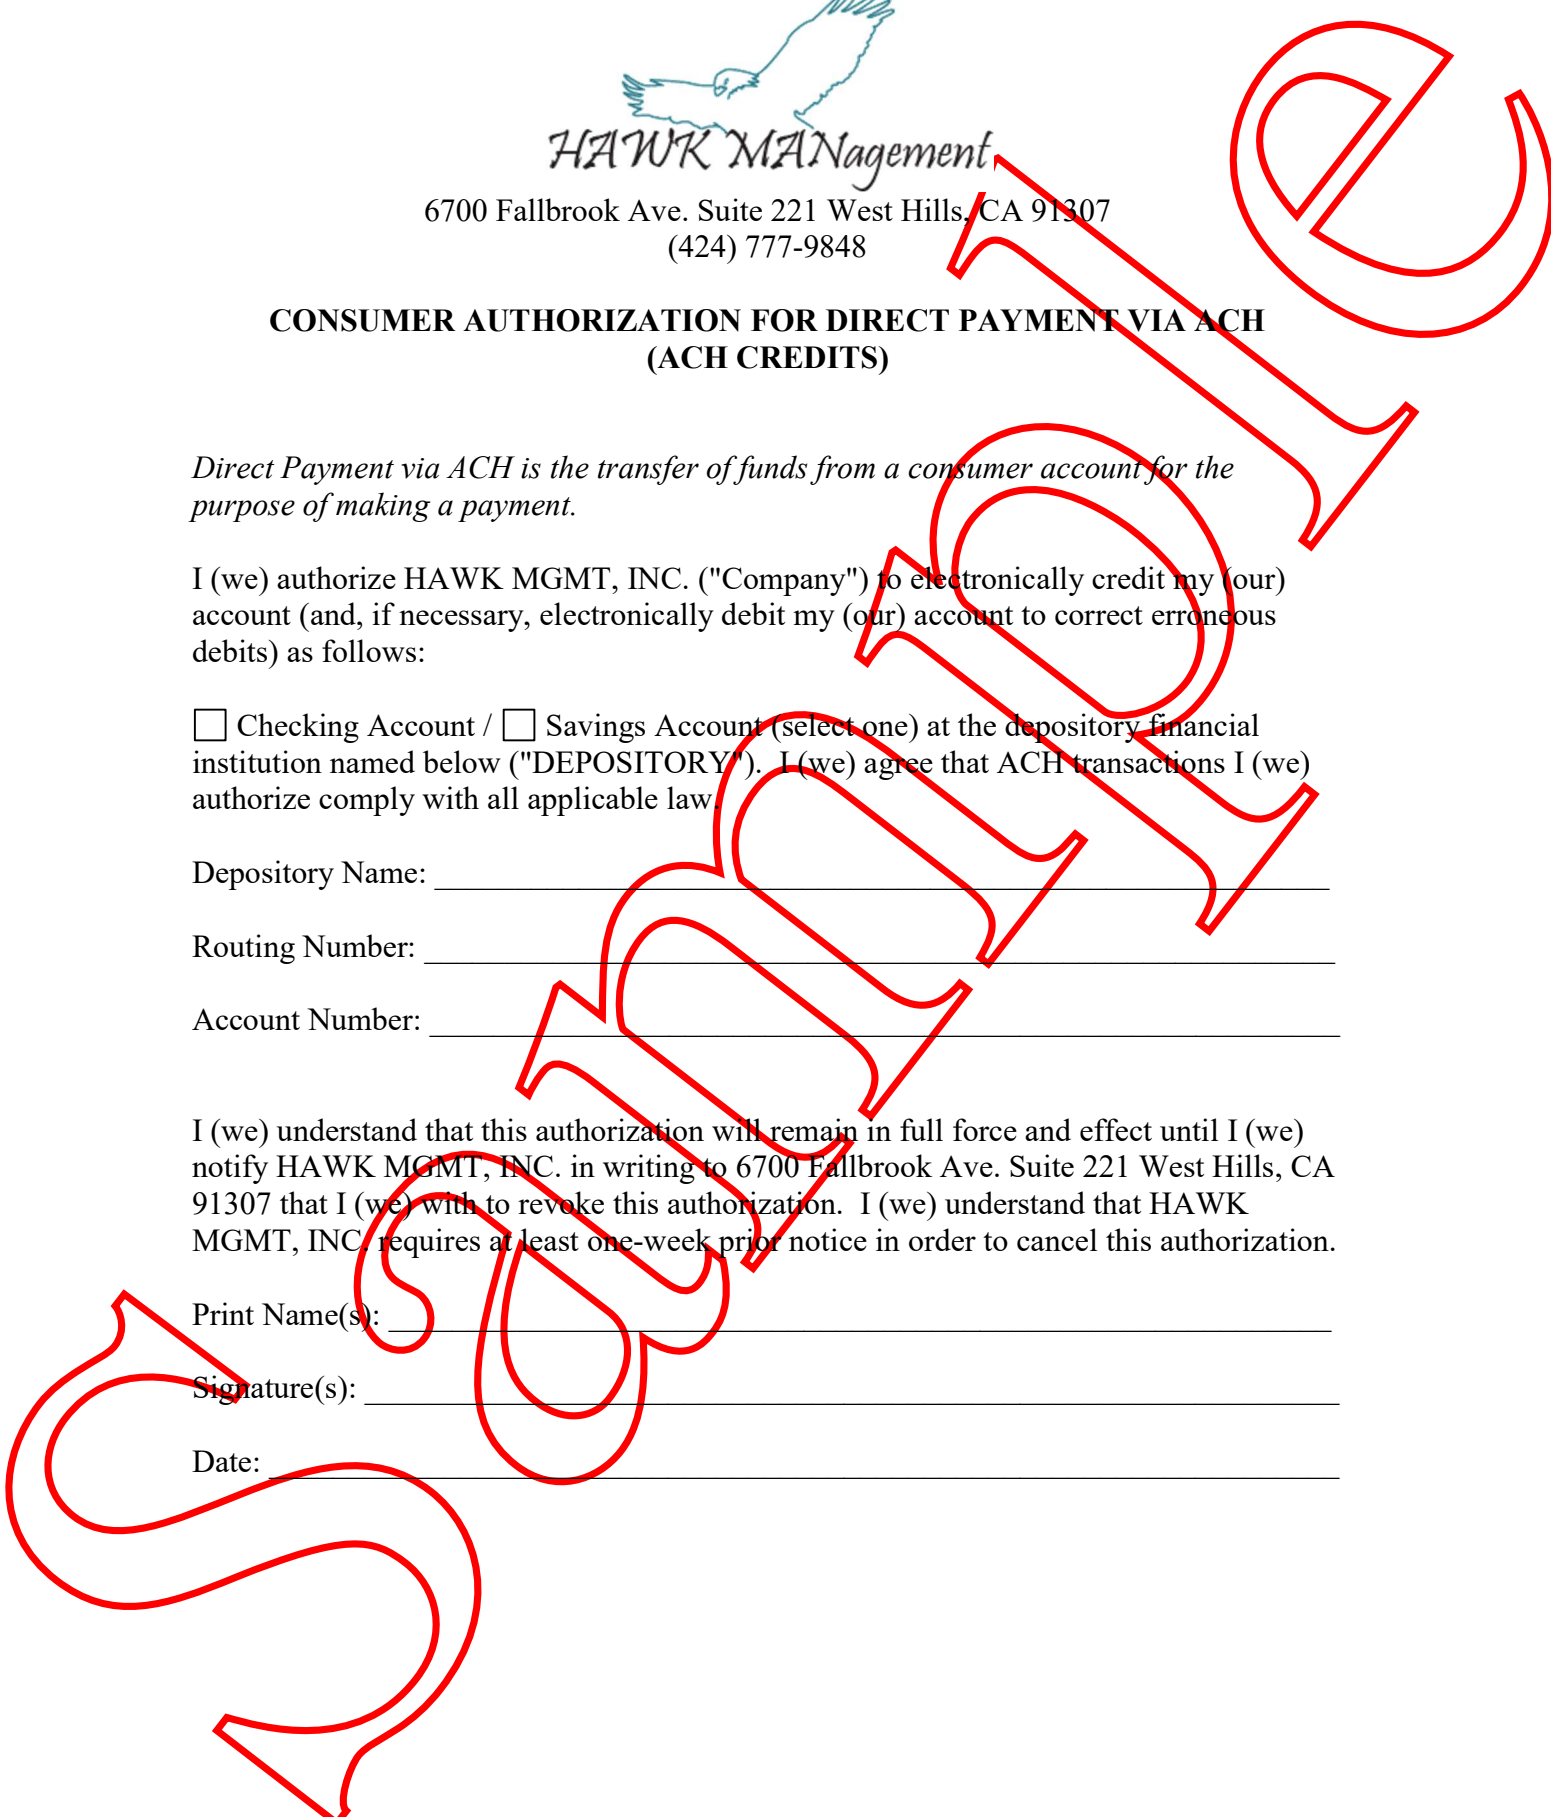 HAWK MANagement
6700 Fallbrook Ave. Suite 221 West Hills, CA 91307
(424) 777-9848
CONSUMER AUTHORIZATION FOR DIRECT PAYMENT VIA ACH
(ACH CREDITS)
Direct Payment via ACH is the transfer of funds from a consumer account for the
purpose of making a payment.
I (we) authorize HAWK MGMT, INC. ("Company") to electronically credit my (our)
account (and, if necessary, electronically debit my (our) account to correct erroneous
debits) as follows:
☐ Checking Account / ☐ Savings Account (select one) at the depository financial
institution named below ("DEPOSITORY"). I (we) agree that ACH transactions I (we)
authorize comply with all applicable law.
Depository Name: ____________________
Routing Number: ____________________
Account Number: ____________________
I (we) understand that this authorization will remain in full force and effect until I (we)
notify HAWK MGMT, INC. in writing to 6700 Fallbrook Ave. Suite 221 West Hills, CA
91307 that I (we) with to revoke this authorization. I (we) understand that HAWK
MGMT, INC. requires at least one-week prior notice in order to cancel this authorization.
Print Name(s): ____________________
Signature(s): ____________________
Date: ____________________
Sample